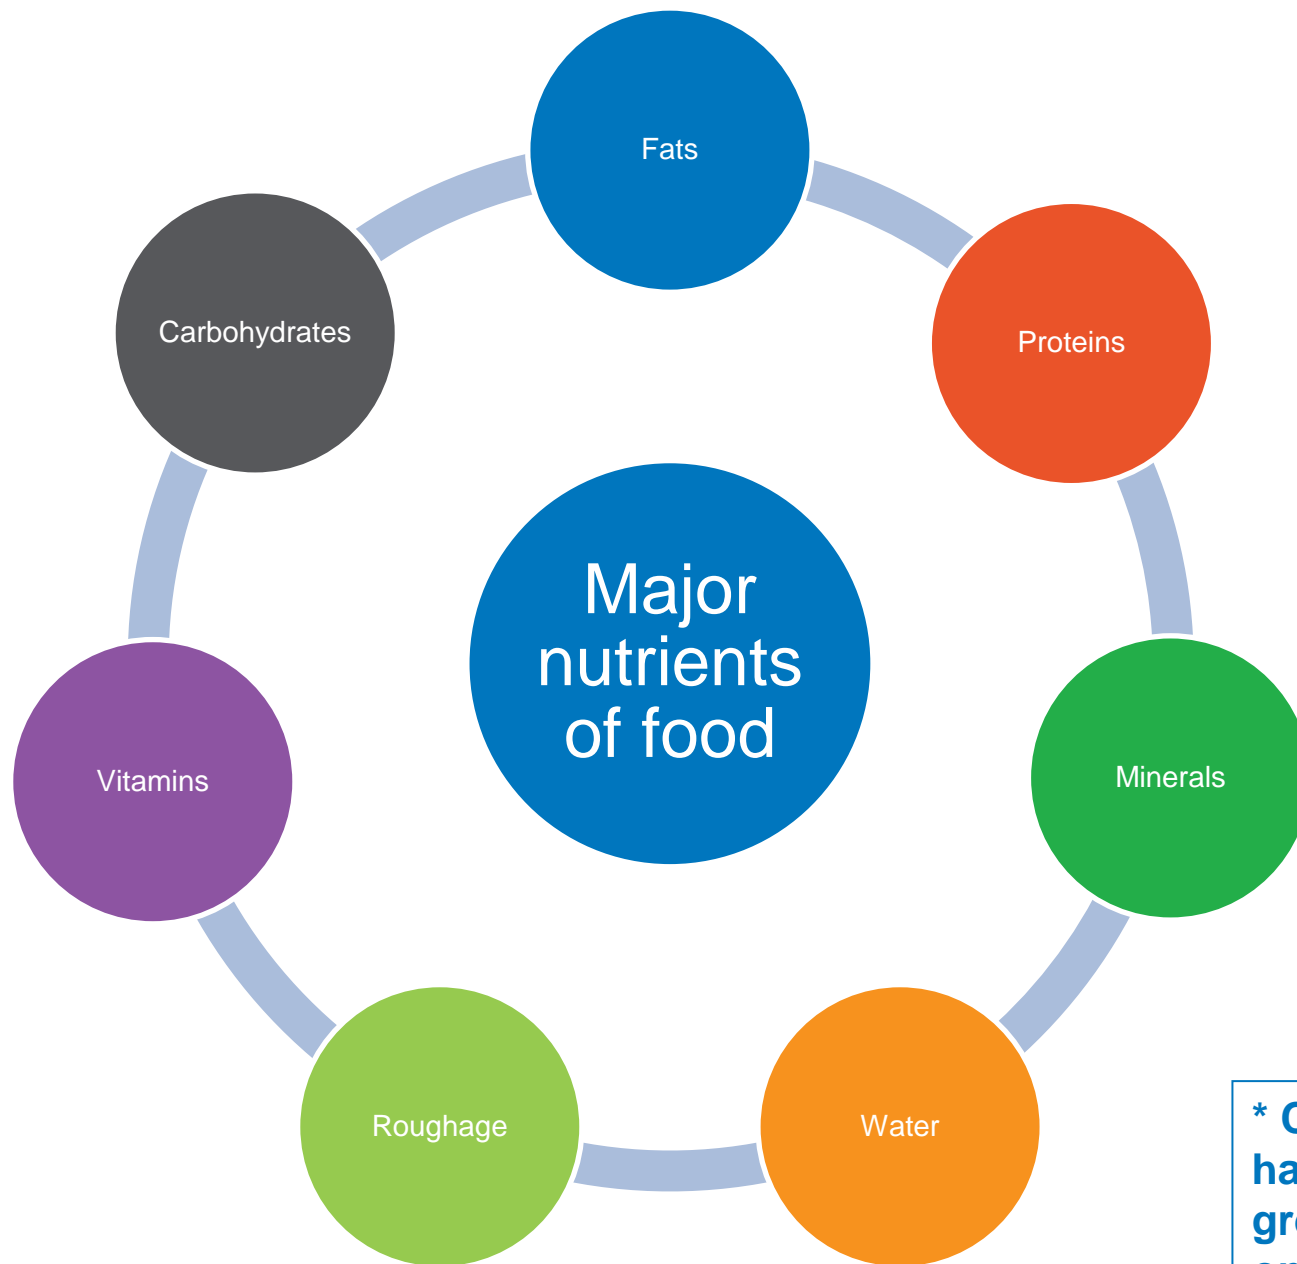 Fats
Proteins
Carbohydrates
Major
nutrients
of food
Vitamins
Minerals
Roughage
Water
*